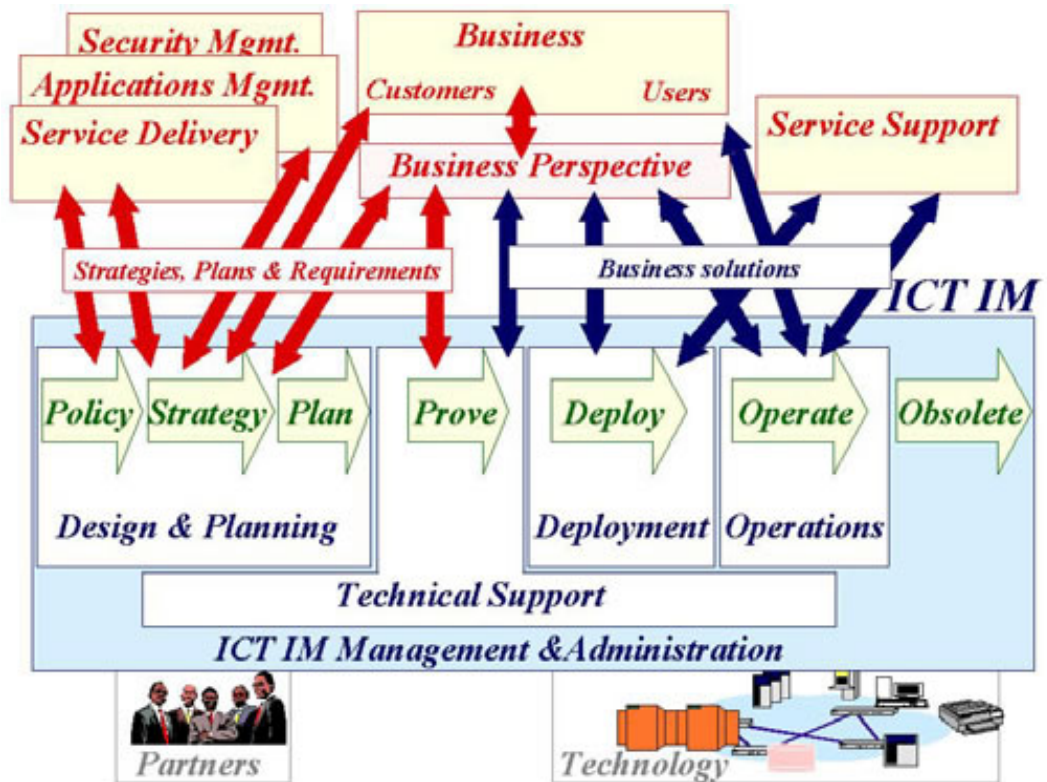 Security Mgmt.
Applications Mgmt.
Service Delivery
Business
Customers
Users
Business Perspective
Service Support
Strategies, Plans & Requirements
Business solutions
ICT IM
Policy
Strategy
Plan
Prove
Deploy
Operate
Obsolete
Design & Planning
Deployment
Operations
Technical Support
ICT IM Management &Administration
Partners
Technology